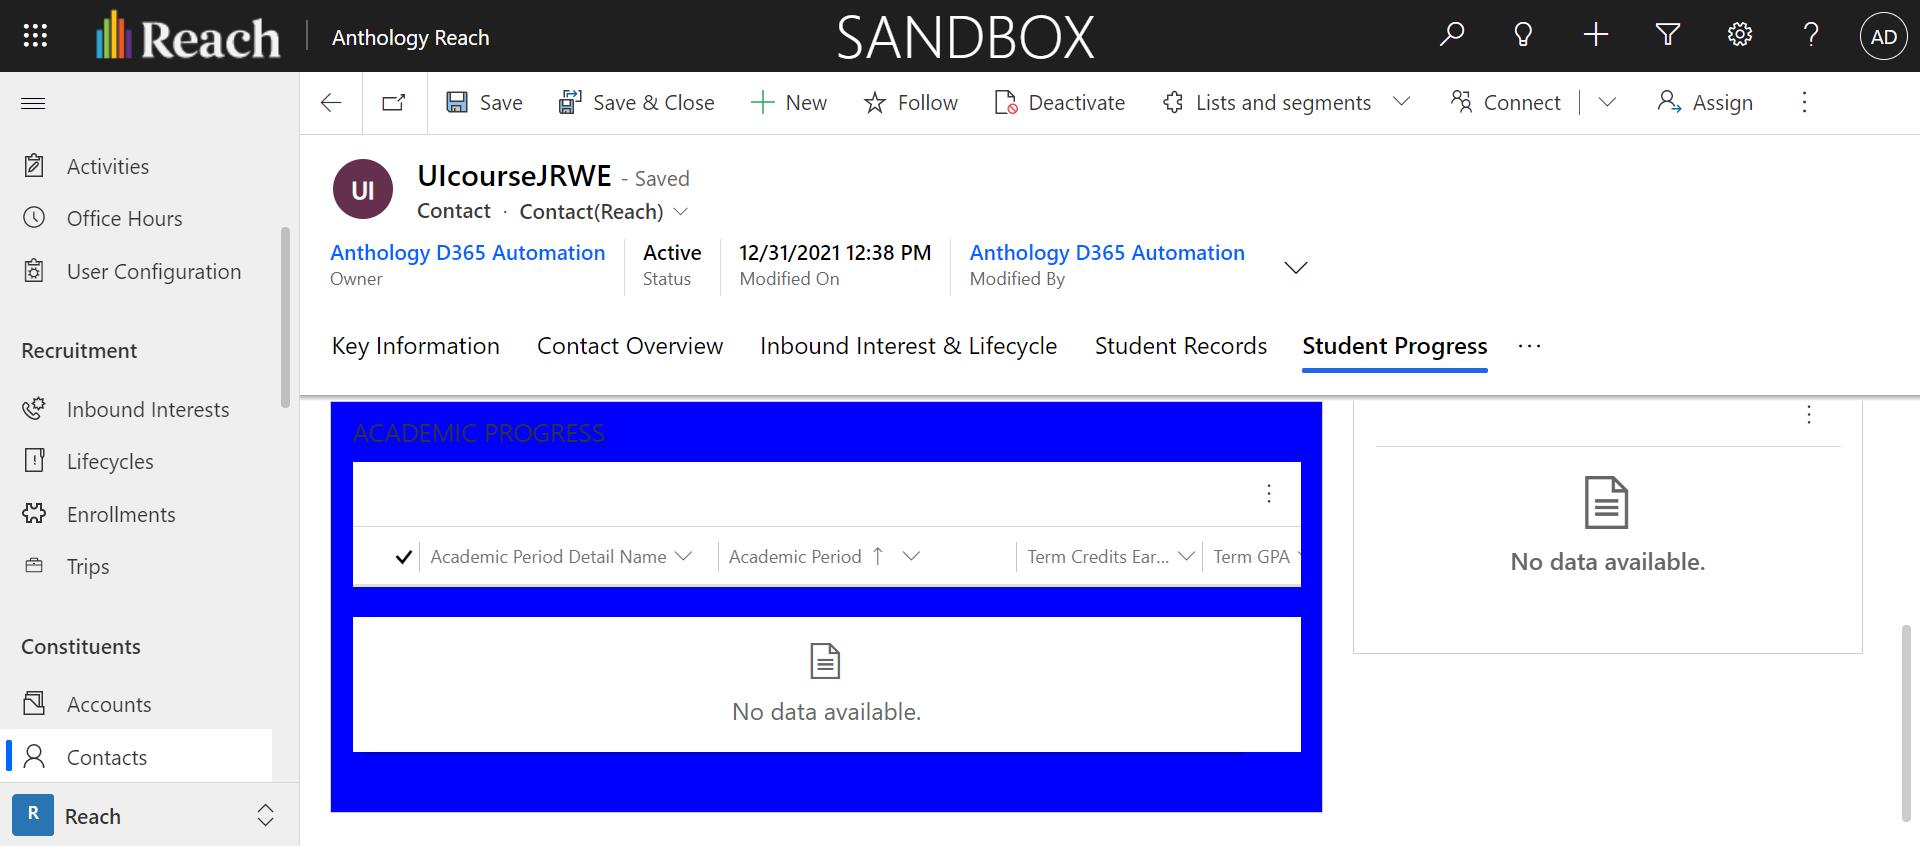 Reach
Anthology Reach
SANDBOX
AD
Save
Save & Close
New
Follow
Deactivate
Lists and segments
Connect
Assign
Activities
Office Hours
User Configuration
Recruitment
Inbound Interests
Lifecycles
Enrollments
Trips
Constituents
Accounts
Contacts
R
Reach
UI
UIcourseJRWE - Saved
Contact · Contact(Reach)
Anthology D365 Automation
Owner
Active
Status
12/31/2021 12:38 PM
Modified On
Anthology D365 Automation
Modified By
Key Information
Contact Overview
Inbound Interest & Lifecycle
Student Records
Student Progress
ACADEMIC PROGRESS
Academic Period Detail Name
Academic Period
Term Credits Ear...
Term GPA
No data available.
No data available.